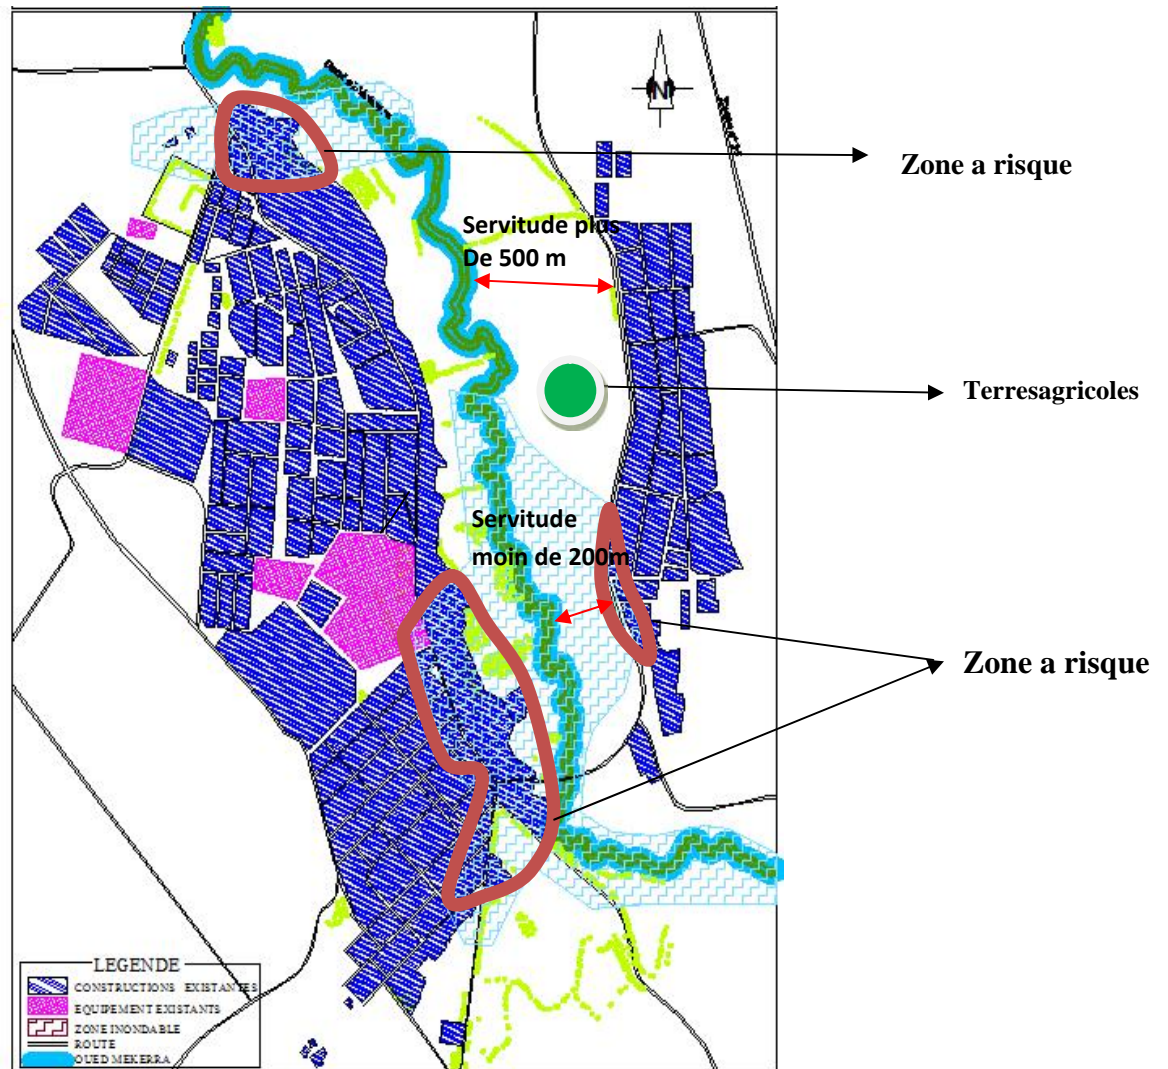 N
Zone a risque
Servitude plus
De 500 m
Terresagricoles
Servitude
moin de 200m
Zone a risque
LEGENDE
CONSTRUCTIONS EXISTANTES
EQUIPEMENT EXISTANTS
ZONE INONDABLE
ROUTE
OUED MEKERRA